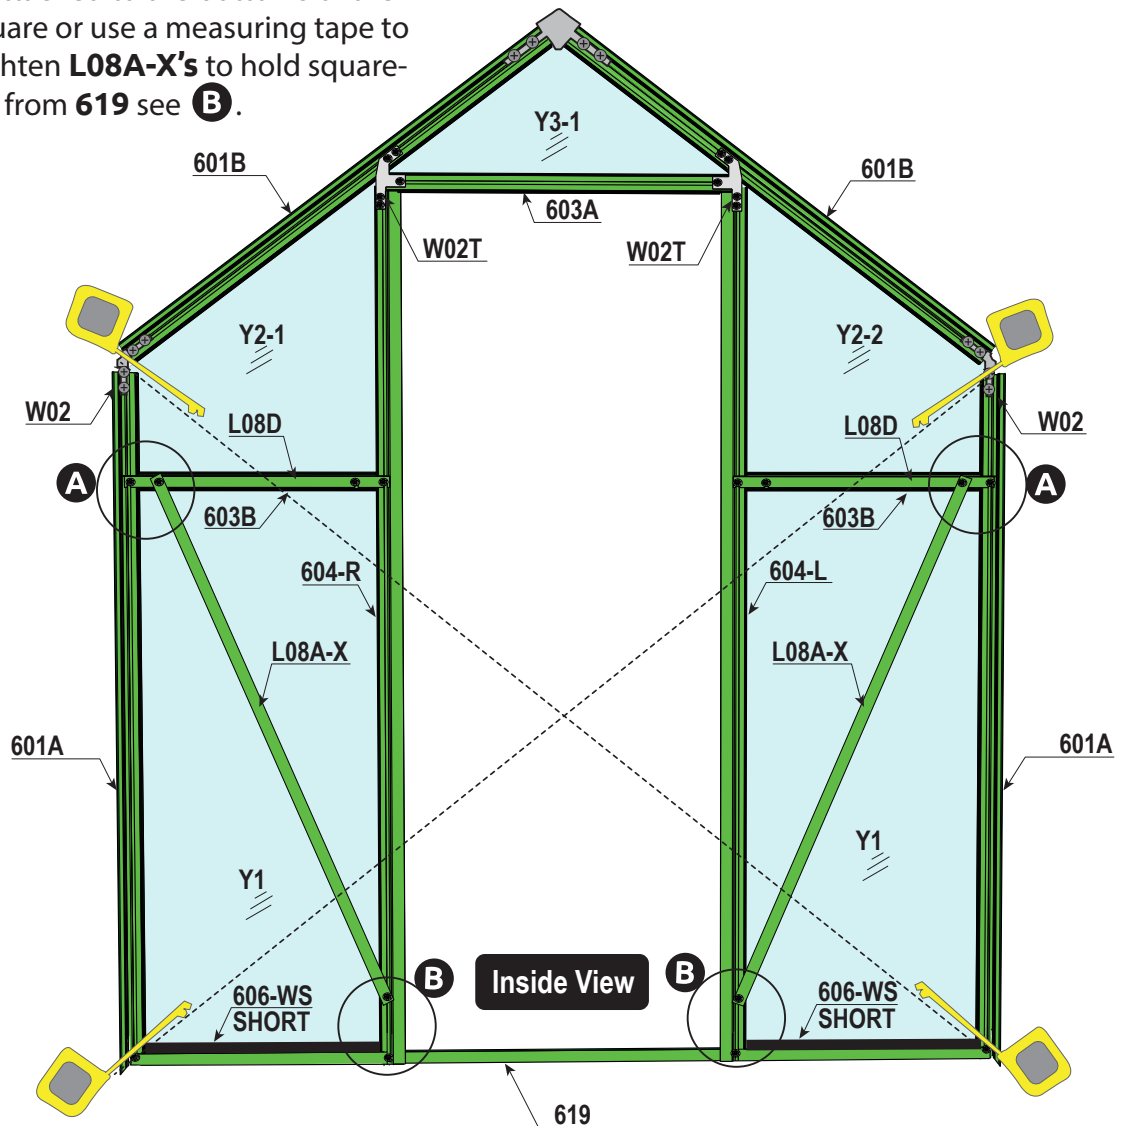 uare or use a measuring tape to
hten L08A-X's to hold square-
from 619 see B.
Y3-1
601B
601B
603A
W02T
W02T
Y2-1
Y2-2
W02
W02
L08D
L08D
A
A
603B
603B
604-R
604-L
L08A-X
L08A-X
601A
601A
Y1
Y1
B
Inside View
B
606-WS
SHORT
606-WS
SHORT
619